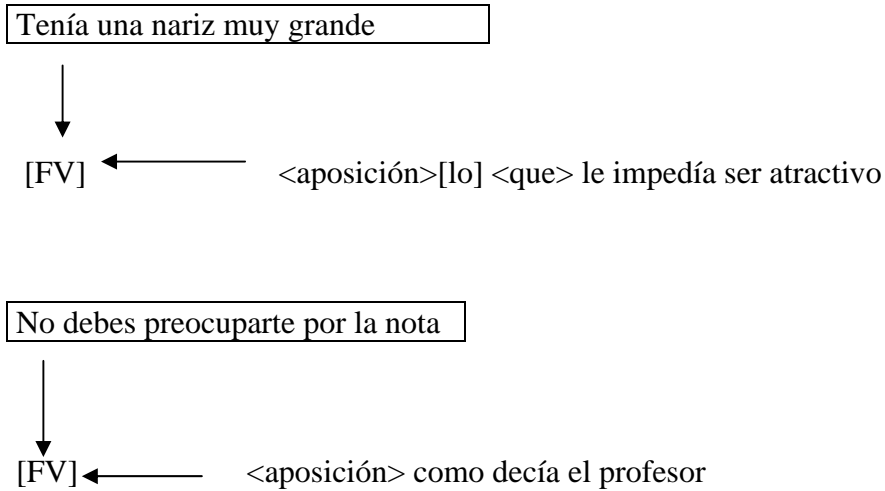 Tenía una nariz muy grande
[FV] <aposición>[lo] <que> le impedía ser atractivo
No debes preocuparte por la nota
[FV] <aposición> como decía el profesor